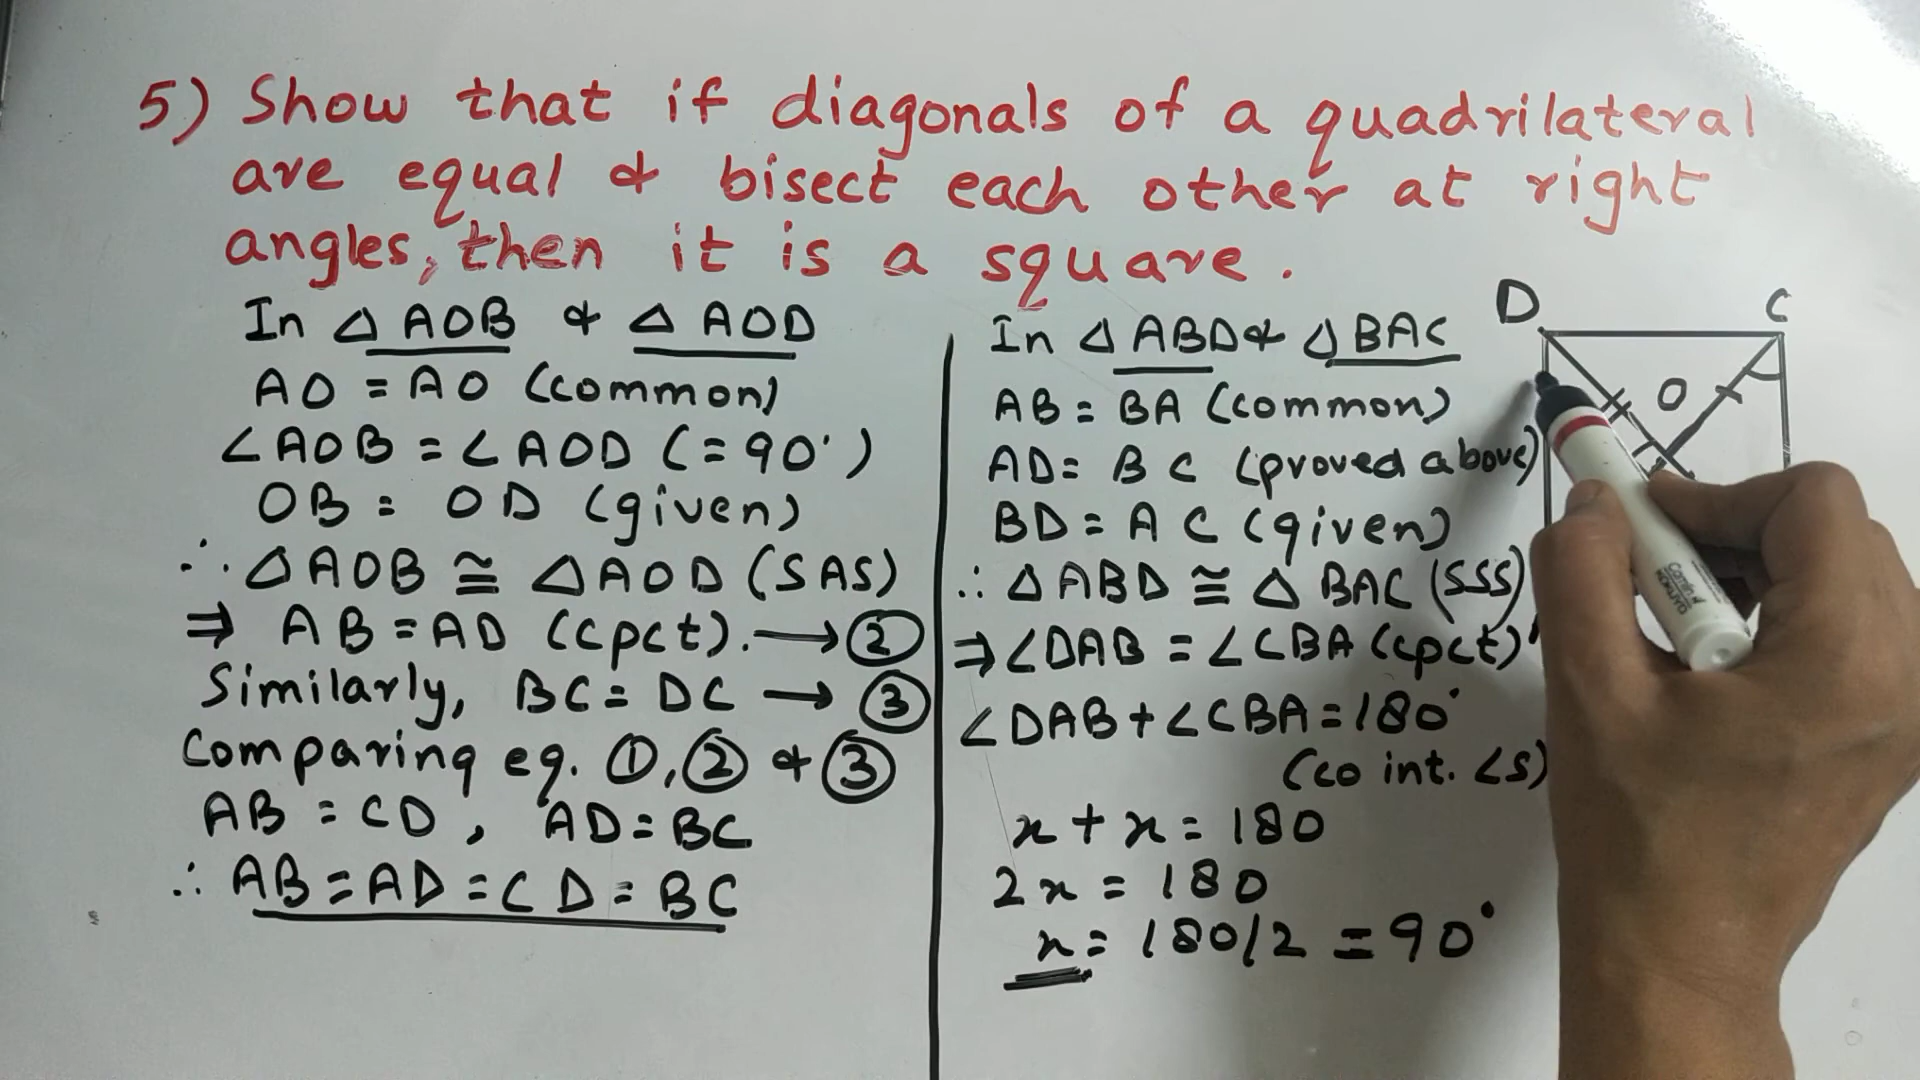 5) Show that if diagonals of a quadrilateral
are equal & bisect each other at right
angles, then it is a square.
In △ AOB & △ AOD
AO = AO (common)
∠AOB = ∠AOD (=90°)
OB = OD (given)
∴ △AOB ≅ △AOD (SAS)
⇒ AB = AD (cpct). → ②
Similarly, BC = DC → ③
Comparing eq. ①, ② & ③
AB = CD, AD = BC
∴ AB = AD = CD = BC
In △ ABD & △ BAC
AB = BA (common)
AD = BC (proved above)
BD = AC (given)
∴ △ ABD ≅ △ BAC (SSS)
⇒ ∠DAB = ∠CBA (cpct)
∠DAB + ∠CBA = 180°
(co int. ∠s)
x + x = 180
2x = 180
x = 180/2 = 90°
D C
O
Camlin
KOKUYO